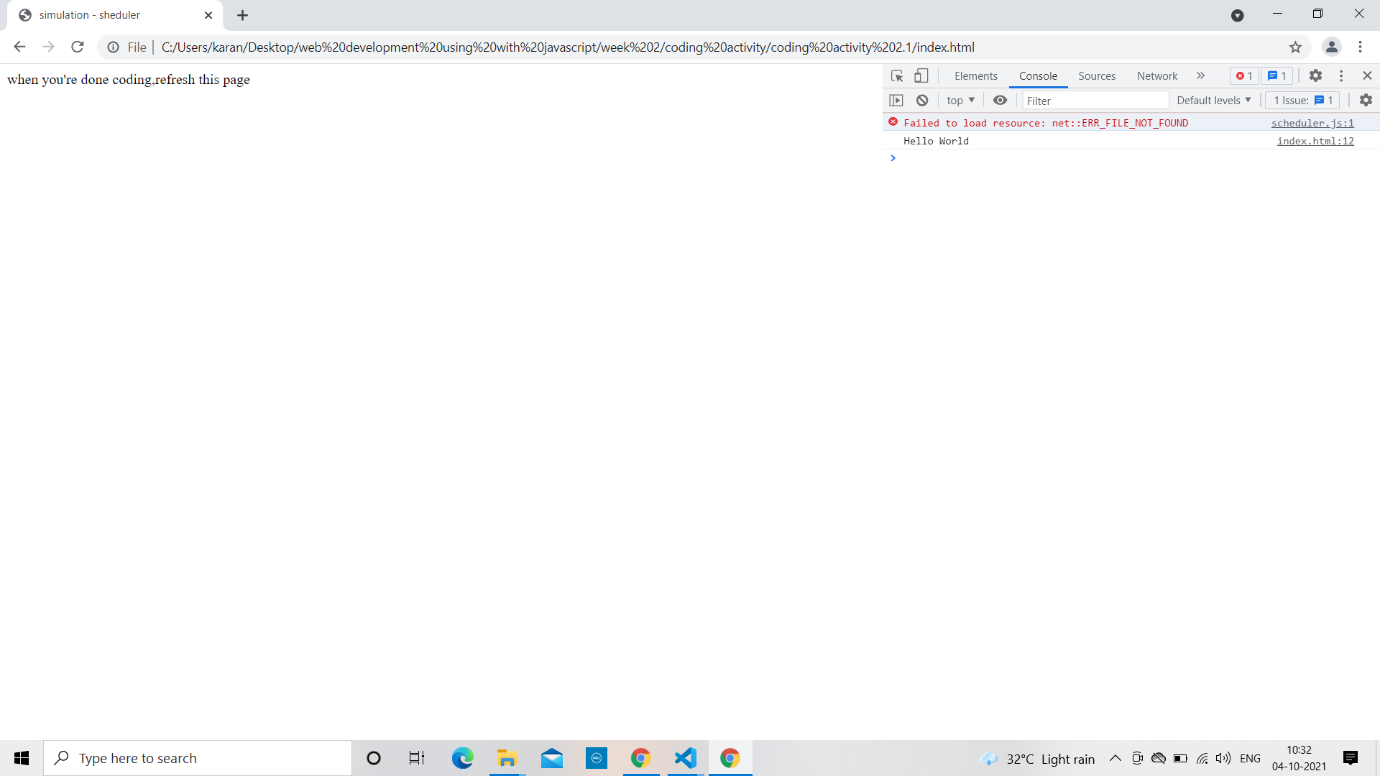 simulation - sheduler
File | C:/Users/karan/Desktop/web%20development%20using%20with%20javascript/week%202/coding%20activity/coding%20activity%202.1/index.html
when you're done coding,refresh this page
Elements Console Sources Network » 1 1
top Filter Default levels 1 Issue: 1
Failed to load resource: net::ERR_FILE_NOT_FOUND scheduler.js:1
Hello World index.html:12
Type here to search
32°C Light rain ENG
10:32
04-10-2021